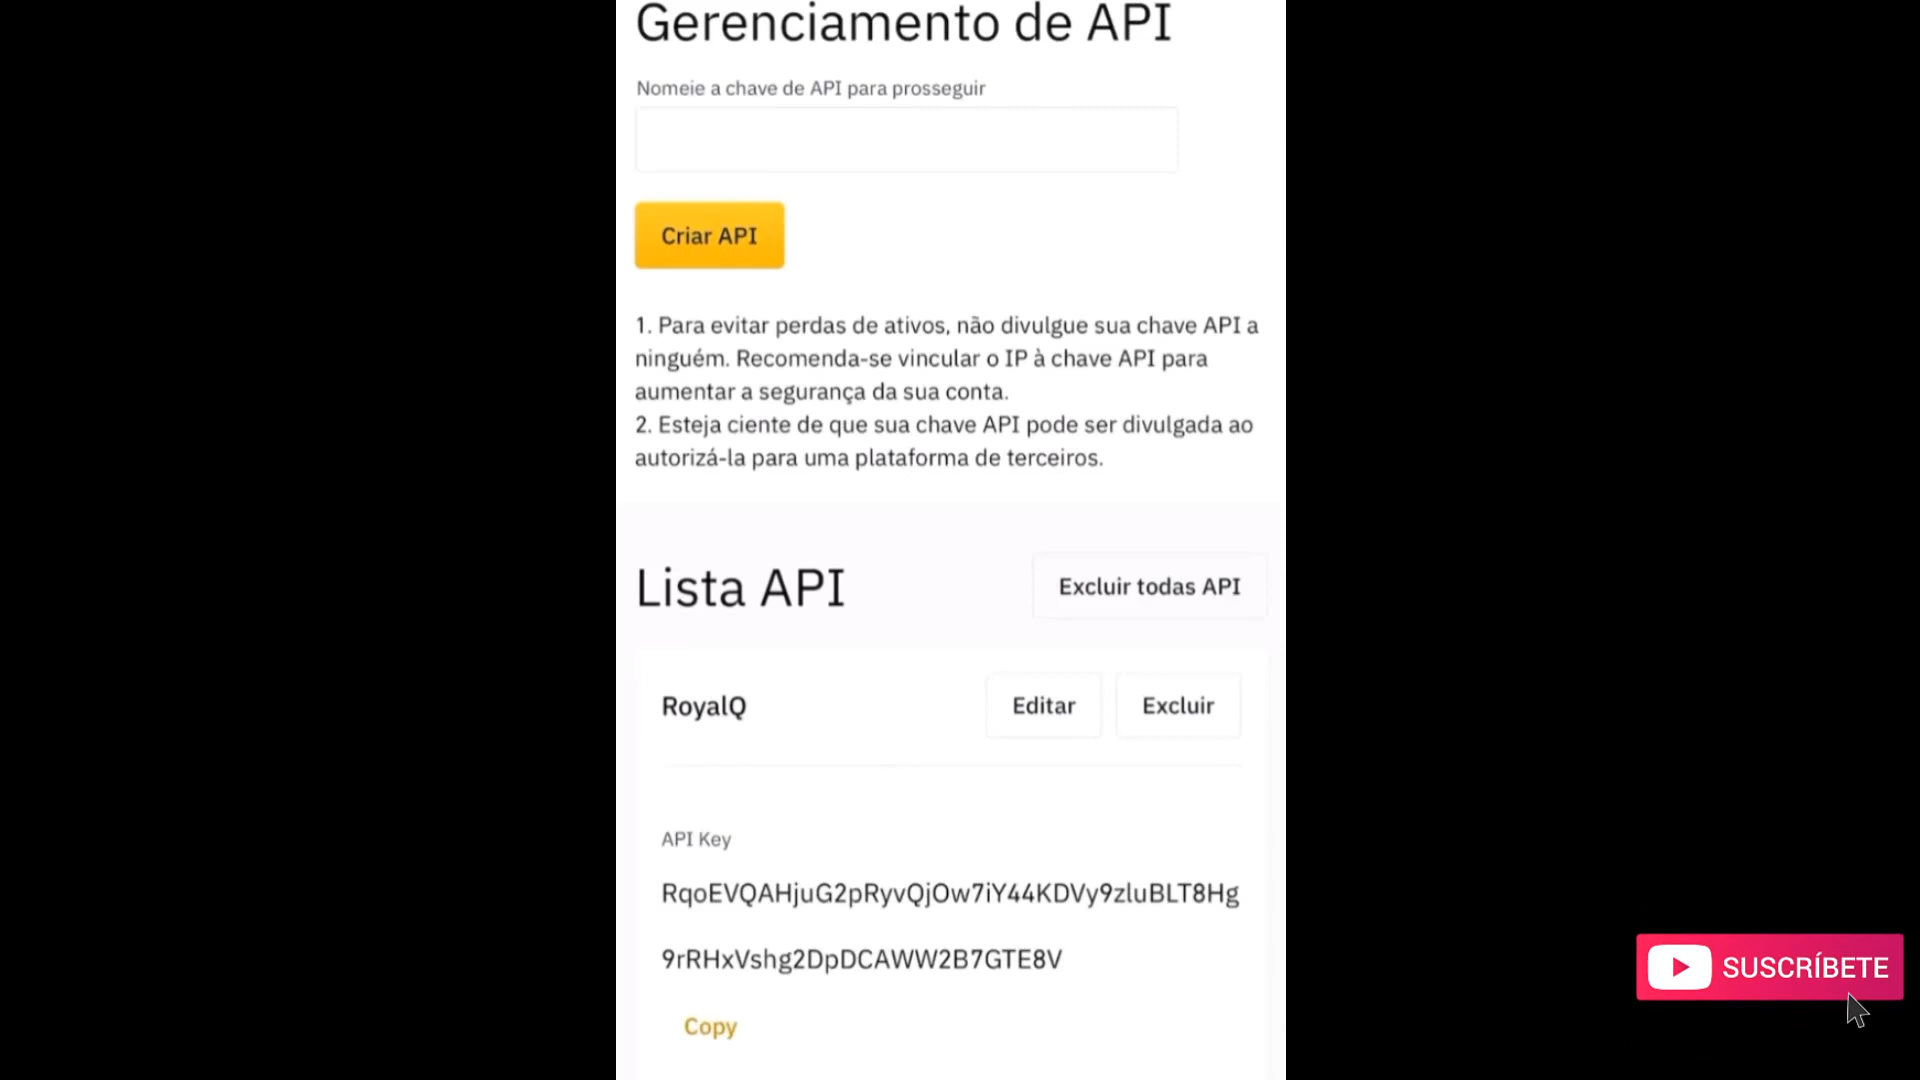 Gerenciamento de API
Nomeie a chave de API para prosseguir
Criar API
1. Para evitar perdas de ativos, não divulgue sua chave API a
ninguém. Recomenda-se vincular o IP à chave API para
aumentar a segurança da sua conta.
2. Esteja ciente de que sua chave API pode ser divulgada ao
autorizá-la para uma plataforma de terceiros.
Lista API
Excluir todas API
RoyalQ
Editar
Excluir
API Key
RqoEVQAHjuG2pRyvQjOw7iY44KDVy9zluBLT8Hg
9rRHxVshg2DpDCAWW2B7GTE8V
Copy
SUSCRÍBETE